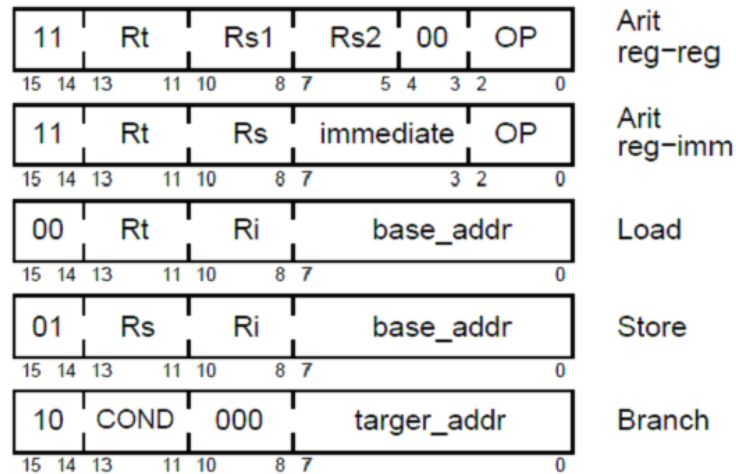 11 Rt Rs1 Rs2 00 OP Arit reg-reg
15 14 13 11 10 8 7 5 4 3 2 0
11 Rt Rs immediate OP Arit reg-imm
15 14 13 11 10 8 7 3 2 0
00 Rt Ri base_addr Load
15 14 13 11 10 8 7 0
01 Rs Ri base_addr Store
15 14 13 11 10 8 7 0
10 COND 000 targer_addr Branch
15 14 13 11 10 8 7 0